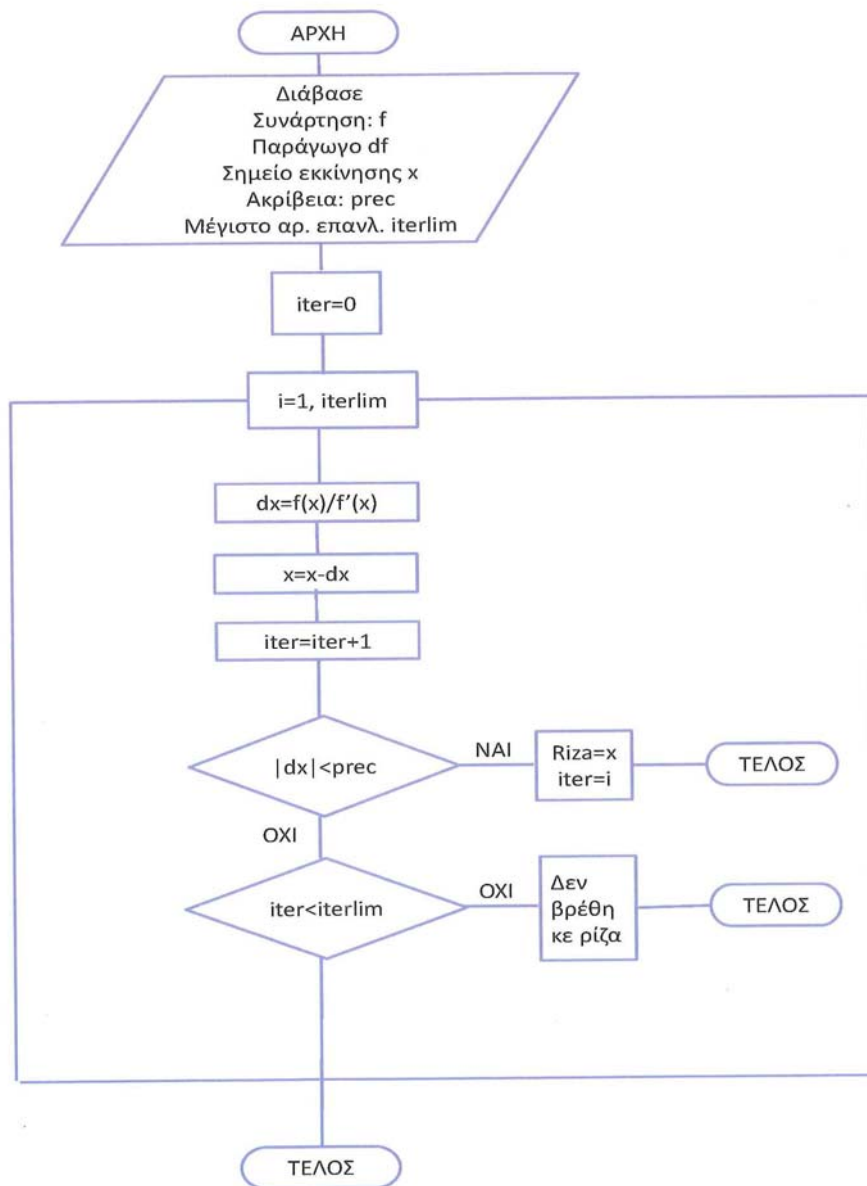 ΑΡΧΗ
Διάβασε
Συνάρτηση: f
Παράγωγο df
Σημείο εκκίνησης x
Ακρίβεια: prec
Μέγιστο αρ. επανλ. iterlim
iter=0
i=1, iterlim
dx=f(x)/f'(x)
x=x-dx
iter=iter+1
|dx|<prec
ΝΑΙ
Riza=x
iter=i
ΤΕΛΟΣ
ΟΧΙ
iter<iterlim
ΟΧΙ
Δεν
βρέθη
κε ρίζα
ΤΕΛΟΣ
ΤΕΛΟΣ